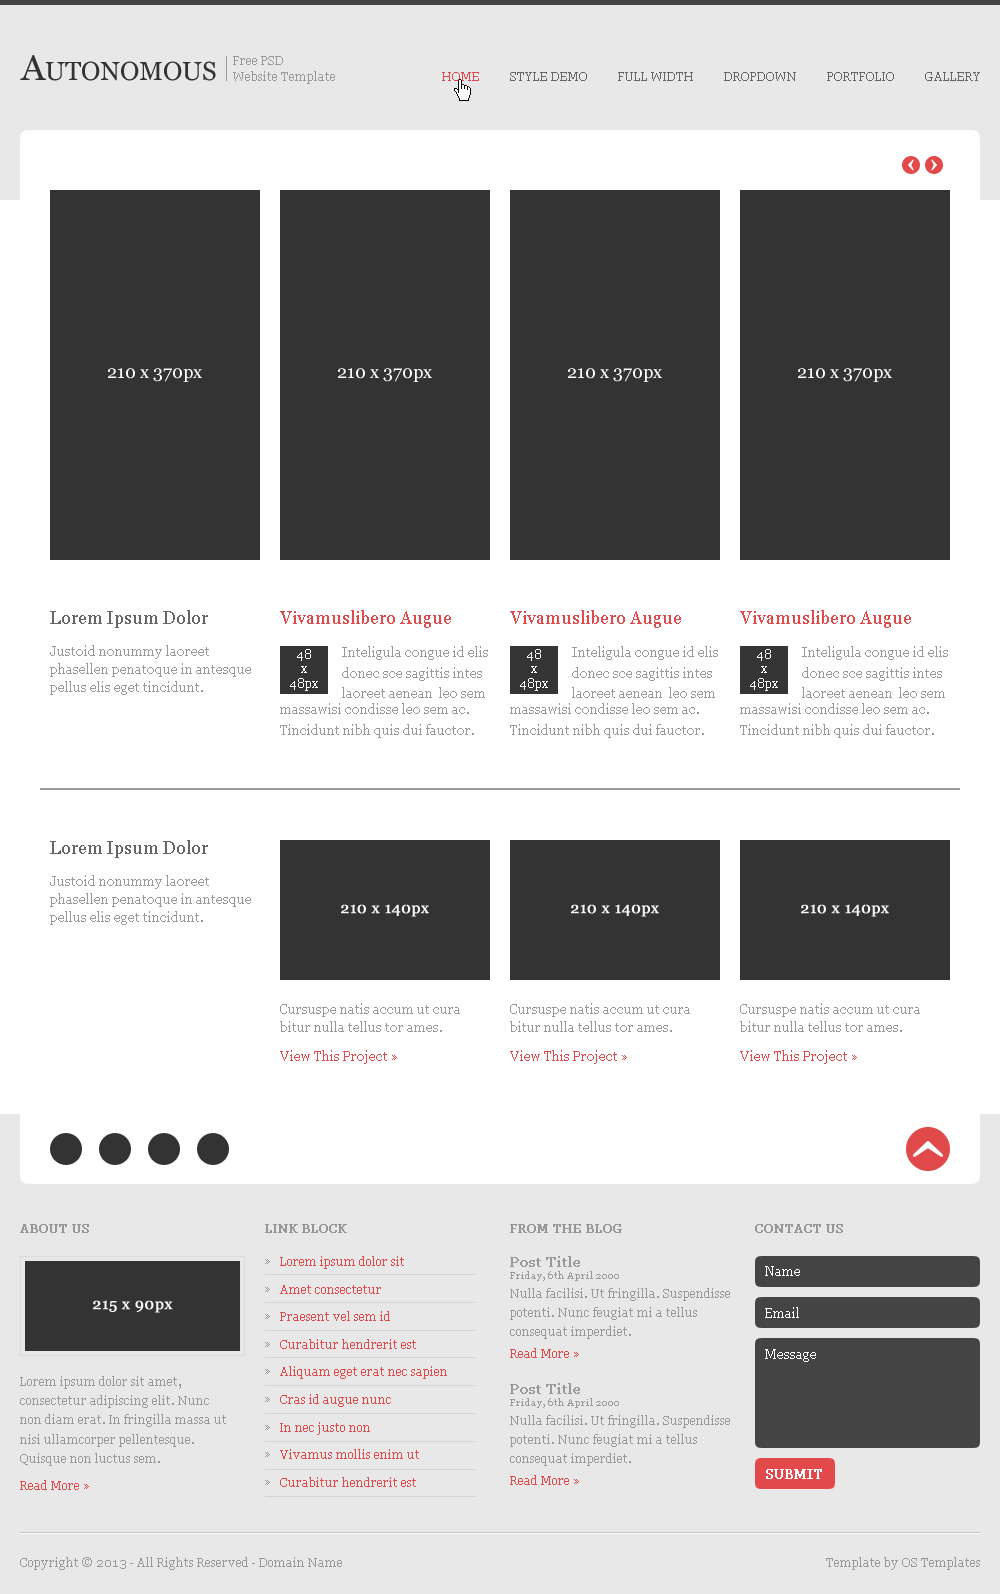 AUTONOMOUS
Free PSD
Website Template
HOME
STYLE DEMO
FULL WIDTH
DROPDOWN
PORTFOLIO
GALLERY
210 x 370px
210 x 370px
210 x 370px
210 x 370px
Lorem Ipsum Dolor
Justoid nonummy laoreet
phasellen penatoque in antesque
pellus elis eget tincidunt.
Vivamuslibero Augue
48
x
48px
Inteligula congue id elis
donec sce sagittis intes
laoreet aenean leo sem
massawisi condisse leo sem ac.
Tincidunt nibh quis dui fauctor.
Vivamuslibero Augue
48
x
48px
Inteligula congue id elis
donec sce sagittis intes
laoreet aenean leo sem
massawisi condisse leo sem ac.
Tincidunt nibh quis dui fauctor.
Vivamuslibero Augue
48
x
48px
Inteligula congue id elis
donec sce sagittis intes
laoreet aenean leo sem
massawisi condisse leo sem ac.
Tincidunt nibh quis dui fauctor.
Lorem Ipsum Dolor
Justoid nonummy laoreet
phasellen penatoque in antesque
pellus elis eget tincidunt.
210 x 140px
Cursuspe natis accum ut cura
bitur nulla tellus tor ames.
View This Project »
210 x 140px
Cursuspe natis accum ut cura
bitur nulla tellus tor ames.
View This Project »
210 x 140px
Cursuspe natis accum ut cura
bitur nulla tellus tor ames.
View This Project »
ABOUT US
215 x 90px
Lorem ipsum dolor sit amet,
consectetur adipiscing elit. Nunc
non diam erat. In fringilla massa ut
nisi ullamcorper pellentesque.
Quisque non luctus sem.
Read More »
LINK BLOCK
» Lorem ipsum dolor sit
» Amet consectetur
» Praesent vel sem id
» Curabitur hendrerit est
» Aliquam eget erat nec sapien
» Cras id augue nunc
» In nec justo non
» Vivamus mollis enim ut
» Curabitur hendrerit est
FROM THE BLOG
Post Title
Friday, 6th April 2000
Nulla facilisi. Ut fringilla. Suspendisse
potenti. Nunc feugiat mi a tellus
consequat imperdiet.
Read More »
Post Title
Friday, 6th April 2000
Nulla facilisi. Ut fringilla. Suspendisse
potenti. Nunc feugiat mi a tellus
consequat imperdiet.
Read More »
CONTACT US
Name
Email
Message
SUBMIT
Copyright © 2013 - All Rights Reserved - Domain Name
Template by OS Templates